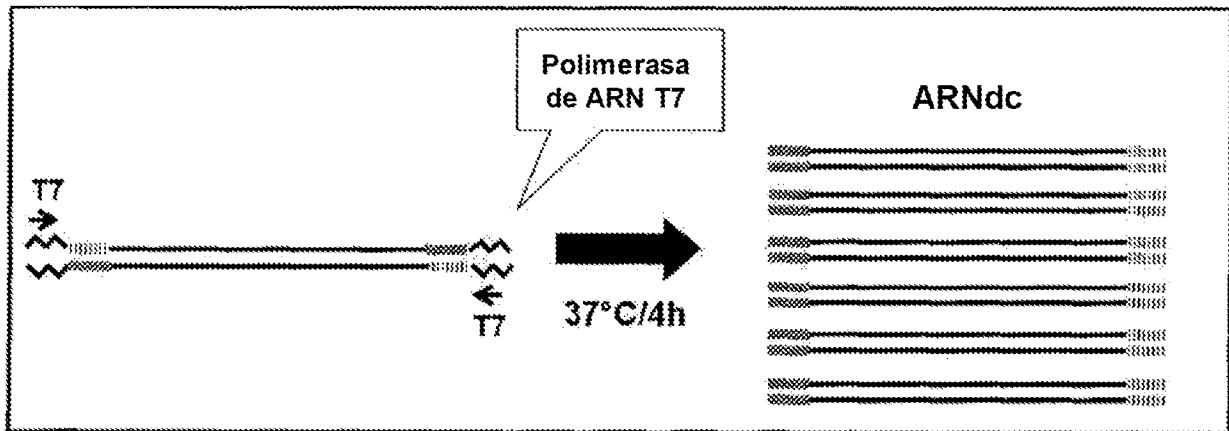 Polimerasa
de ARN T7
ARNdc
T7
T7
37°C/4h